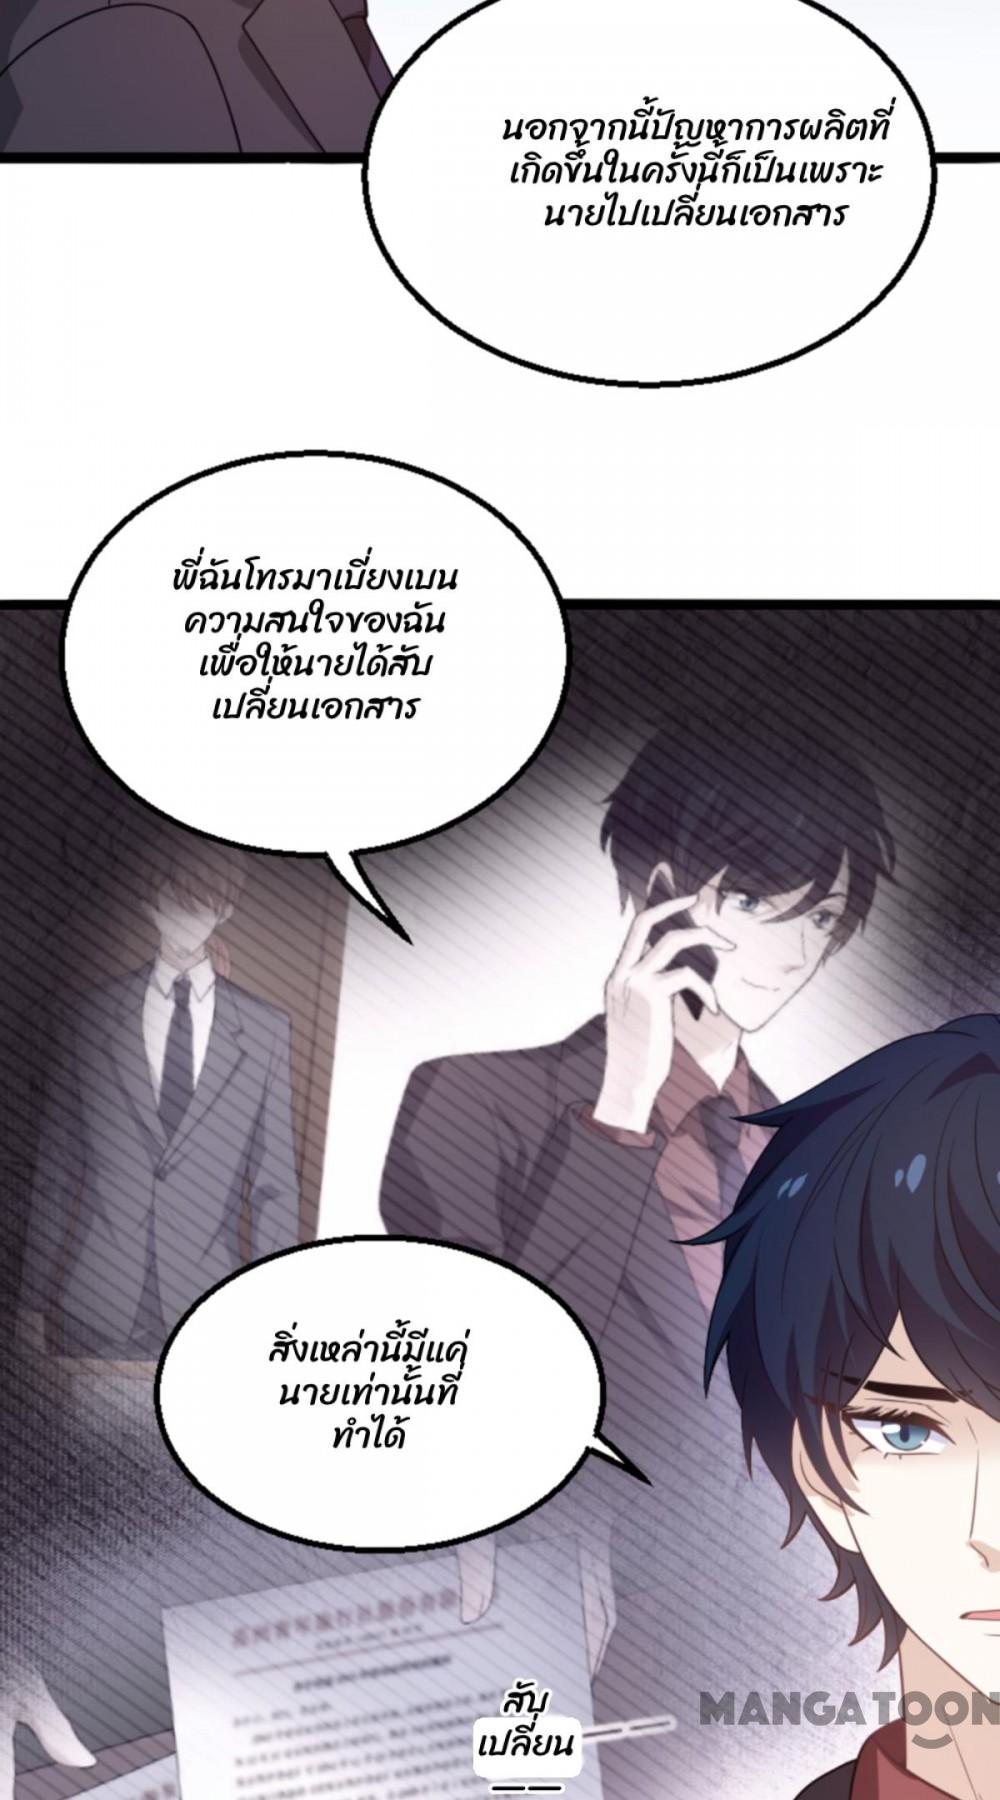 นอกจากนี้ปัญหาการผลิตที่
เกิดขึ้นในครั้งนี้ก็เป็นเพราะ
นายไปเปลี่ยนเอกสาร
พี่ฉันโทรมาเบี่ยงเบน
ความสนใจของฉัน
เพื่อให้นายได้สับ
เปลี่ยนเอกสาร
สิ่งเหล่านี้มีแค่
นายเท่านั้นที่
ทำได้
สับ
เปลี่ยน
MANGATOON